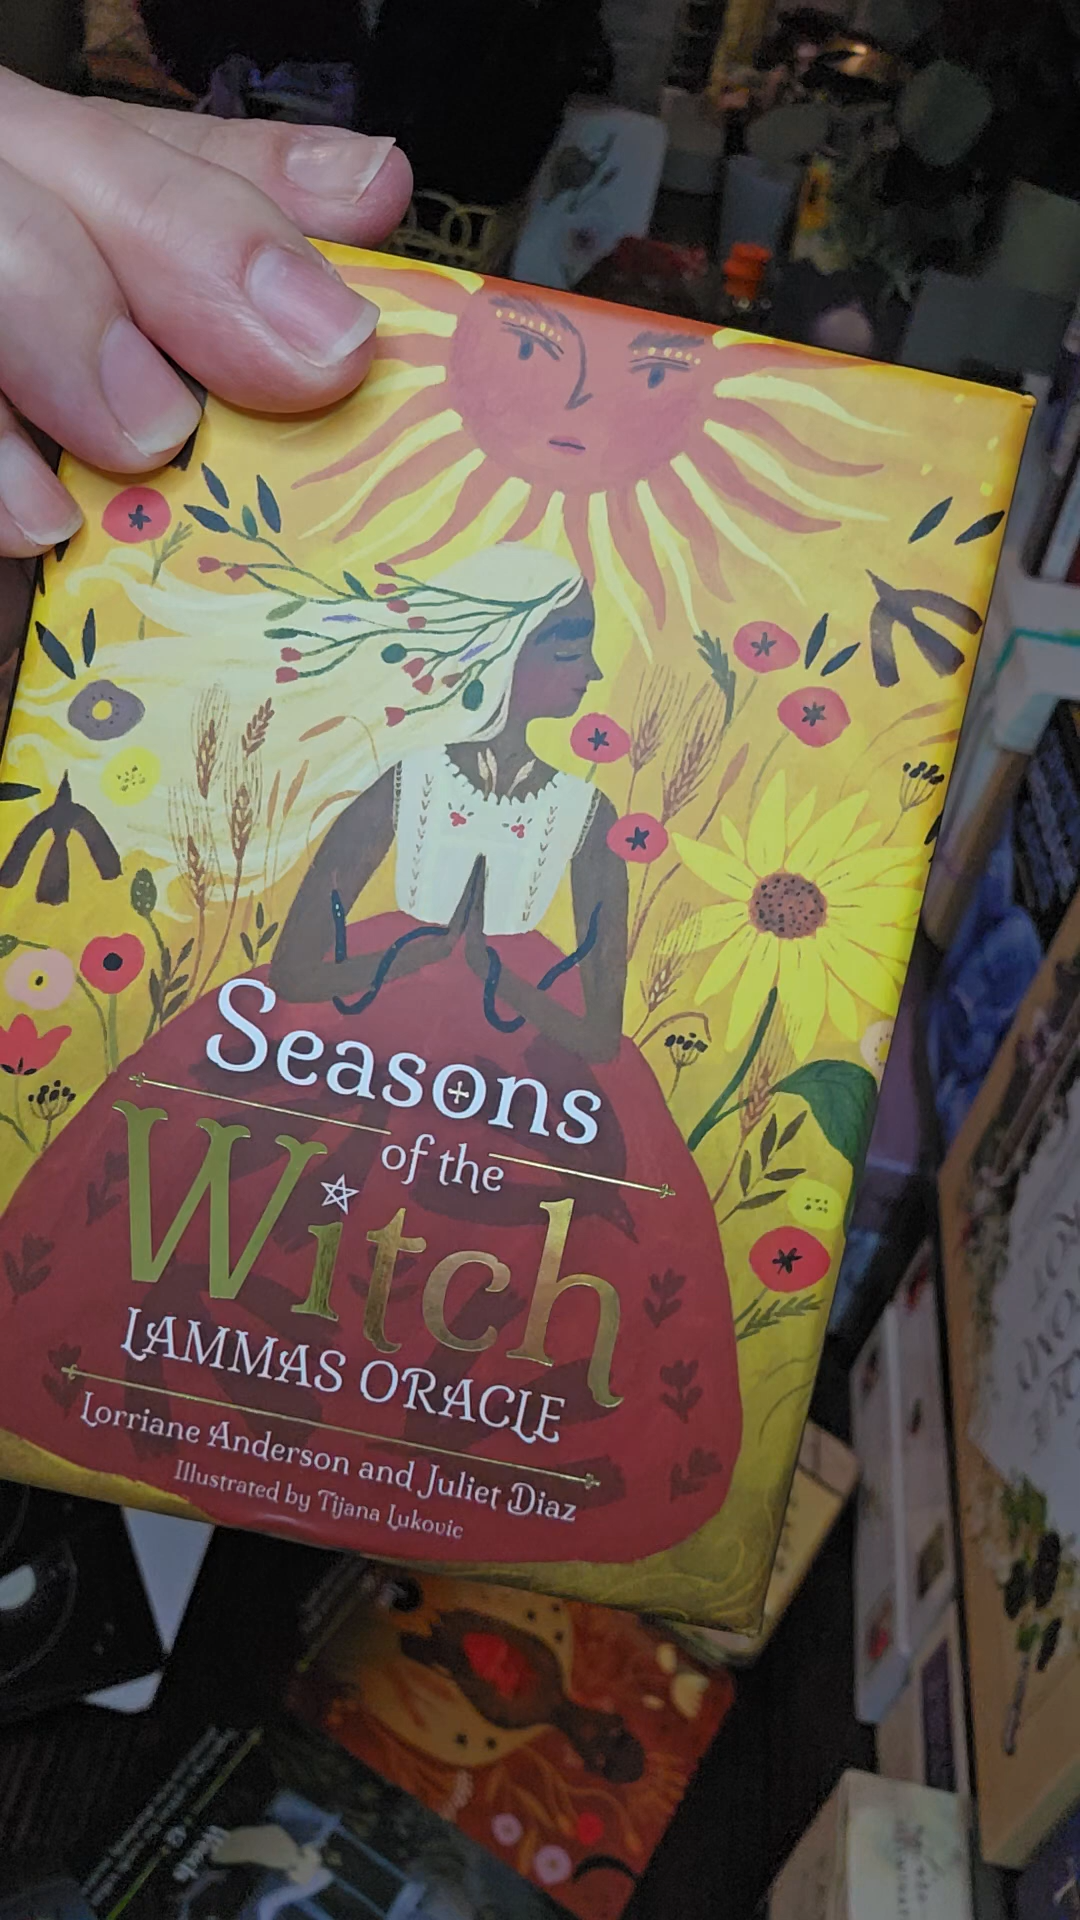 Seasons
of the
Witch
LAMMAS ORACLE
Lorriane Anderson and Juliet Diaz
Illustrated by Tijana Lukovic